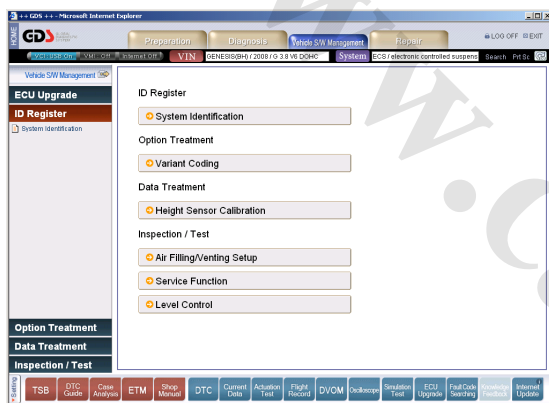 ++ GDS ++ - Microsoft Internet Explorer
HOME
GDS
Preparation
Diagnosis
Vehicle S/W Management
Repair
LOG OFF
EXIT
VCI: USB On
VMI: Off
Internet Off
VIN
GENESIS(BH) / 2008 / G 3.8 V6 DOHC
System
ECS / electronic controlled suspens
Search
Prt Sc
Vehicle S/W Management
ECU Upgrade
ID Register
System Identification
Option Treatment
Data Treatment
Inspection / Test
ID Register
System Identification
Option Treatment
Variant Coding
Data Treatment
Height Sensor Calibration
Inspection / Test
Air Filling/Venting Setup
Service Function
Level Control
Setting
TSB
DTC
Guide
Case
Analysis
ETM
Shop
Manual
DTC
Current
Data
Actuation
Test
Flight
Record
DVOM
Oscilloscope
Simulation
Test
ECU
Upgrade
Fault Code
Searching
Knowledge
Feedback
Internet
Update
W.C